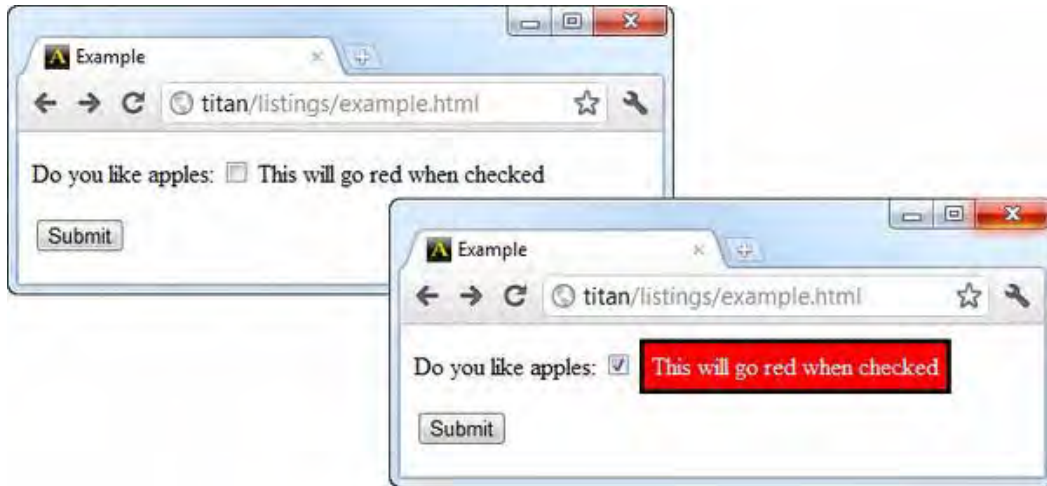 Example
titan/listings/example.html
Do you like apples: This will go red when checked
Submit
Example
titan/listings/example.html
Do you like apples: This will go red when checked
Submit